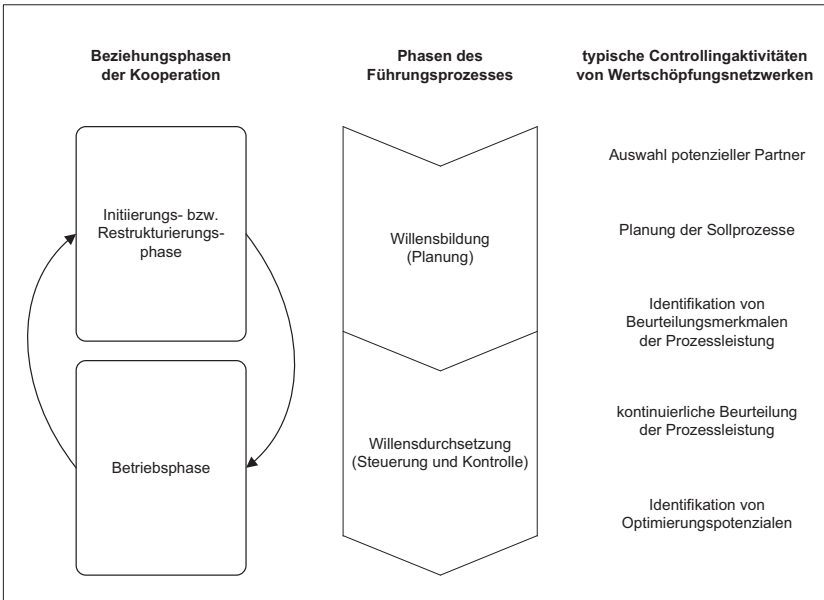 Beziehungsphasen
der Kooperation
Phasen des
Führungsprozesses
typische Controllingaktivitäten
von Wertschöpfungsnetzwerken
Initiierungs- bzw.
Restrukturierungs-
phase
Betriebsphase
Willensbildung
(Planung)
Willensdurchsetzung
(Steuerung und Kontrolle)
Auswahl potenzieller Partner
Planung der Sollprozesse
Identifikation von
Beurteilungsmerkmalen
der Prozessleistung
kontinuierliche Beurteilung
der Prozessleistung
Identifikation von
Optimierungspotenzialen